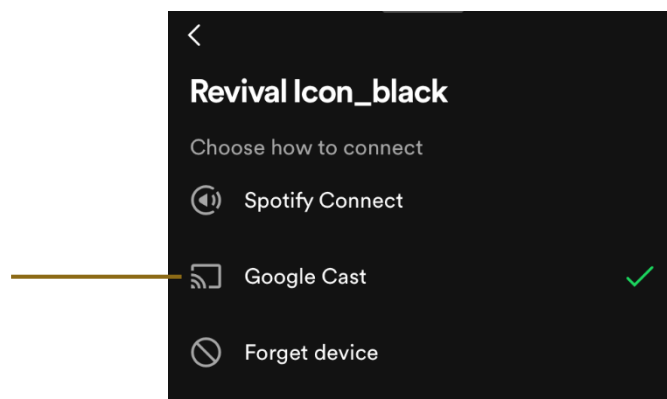 Revival Icon_black
Choose how to connect
Spotify Connect
Google Cast
Forget device